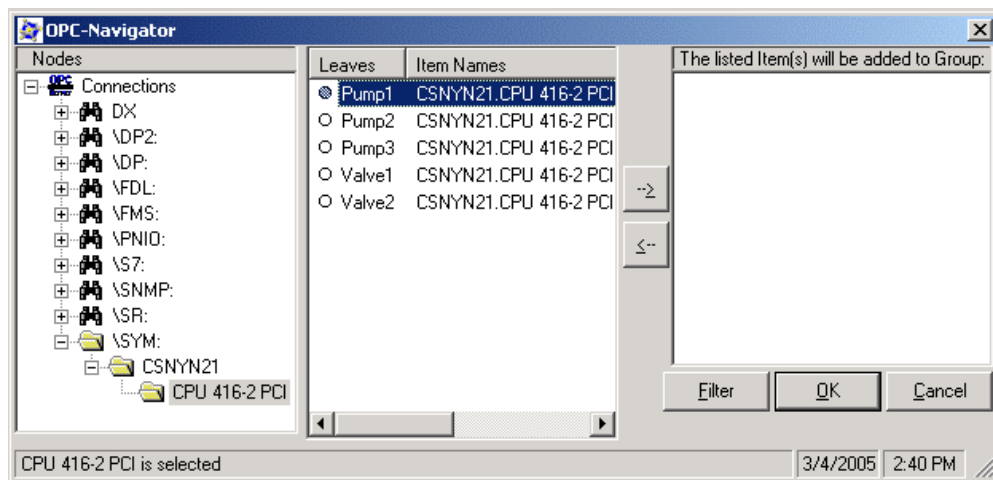 OPC-Navigator
Nodes
Connections
DX
\DP2:
\DP:
\FDL:
\FMS:
\PNIO:
\S7:
\SNMP:
\SR:
\SYM:
CSNYN21
CPU 416-2 PCI
Leaves Item Names
Pump1 CSNYN21.CPU 416-2 PCI
Pump2 CSNYN21.CPU 416-2 PCI
Pump3 CSNYN21.CPU 416-2 PCI
Valve1 CSNYN21.CPU 416-2 PCI
Valve2 CSNYN21.CPU 416-2 PCI
-->
<--
The listed Item(s) will be added to Group:
Filter OK Cancel
CPU 416-2 PCI is selected 3/4/2005 2:40 PM